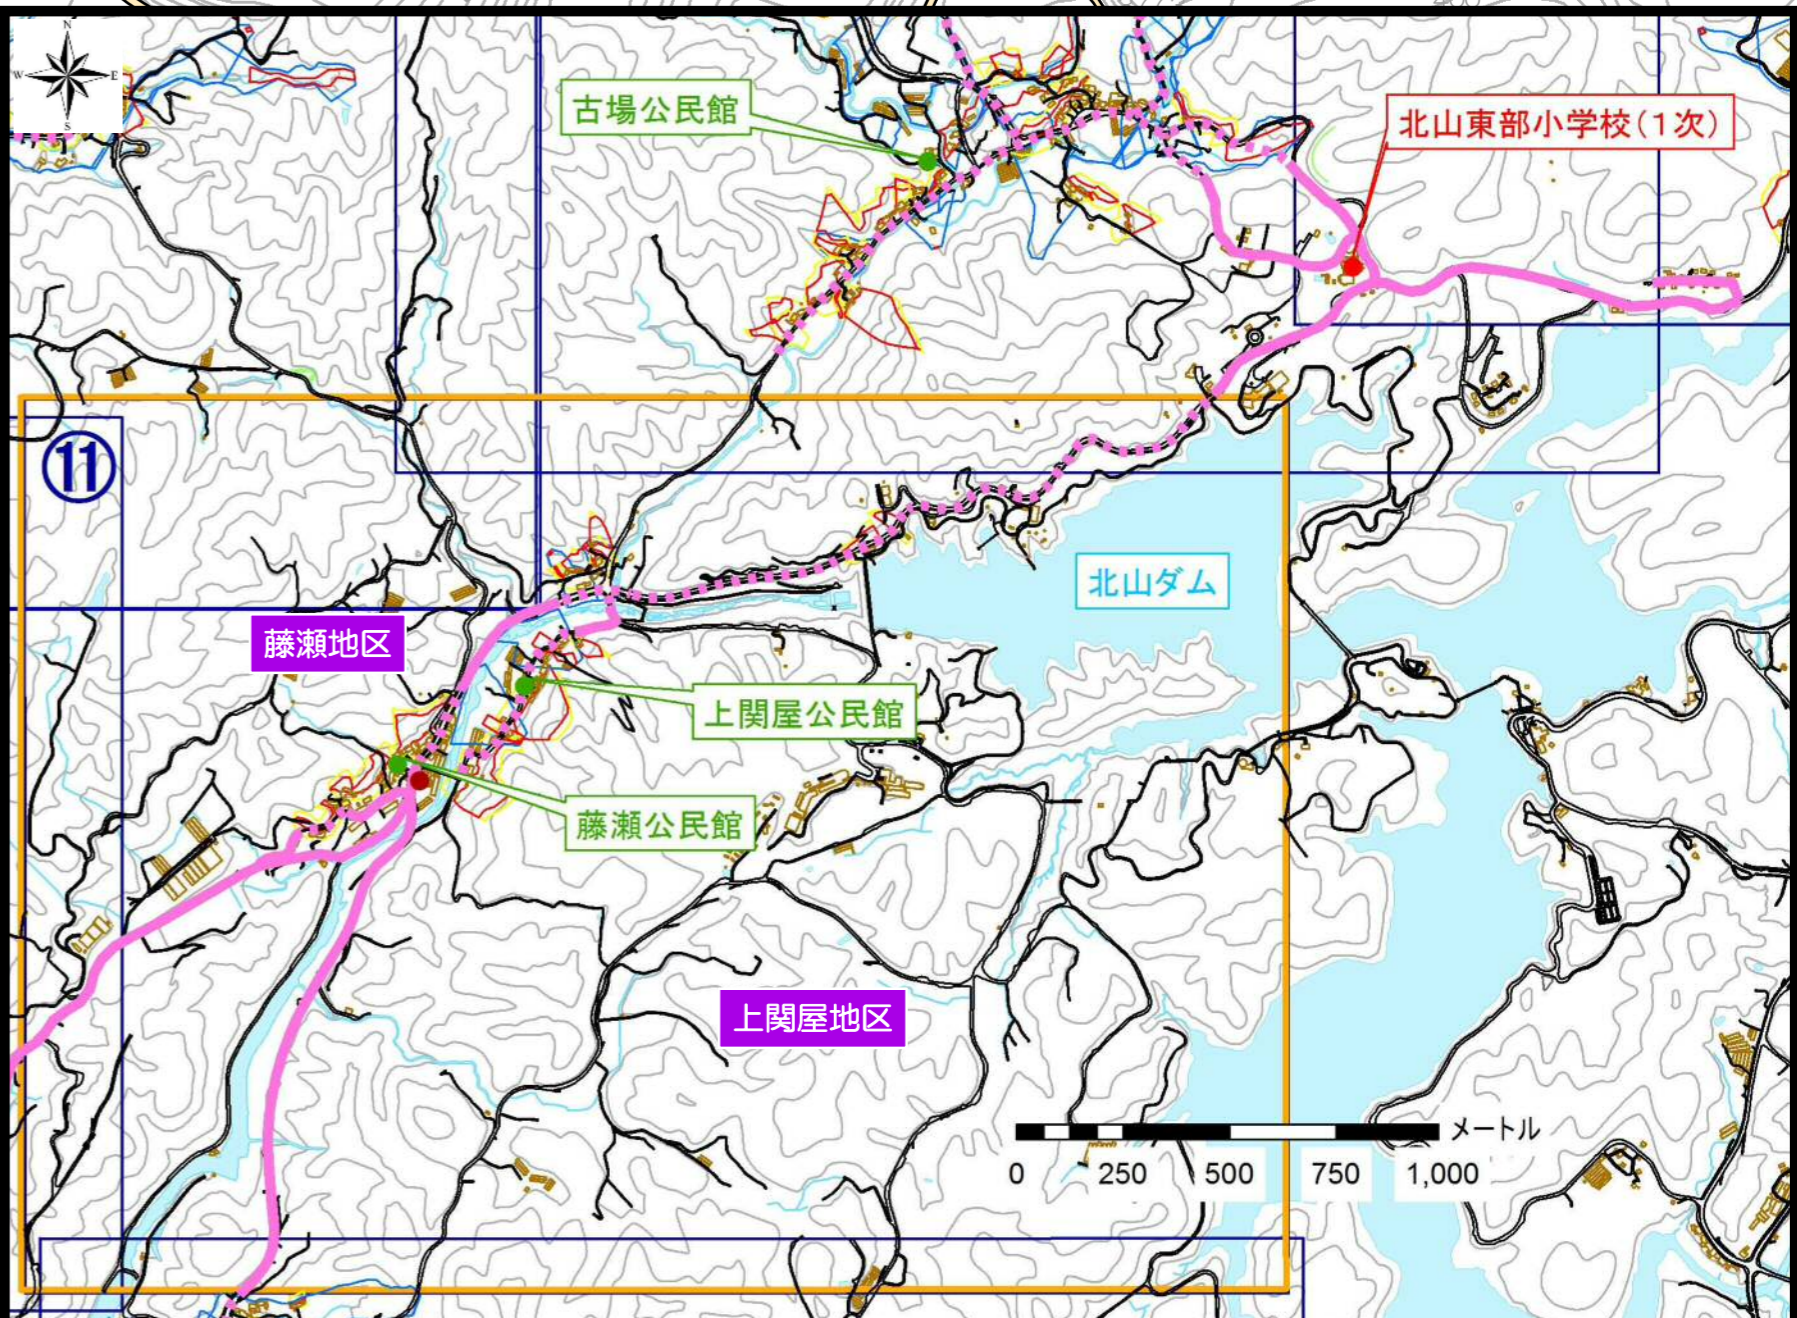 N
W
E
S
古場公民館
北山東部小学校(1次)
⑪
北山ダム
藤瀬地区
上関屋公民館
藤瀬公民館
上関屋地区
メートル
0 250 500 750 1,000